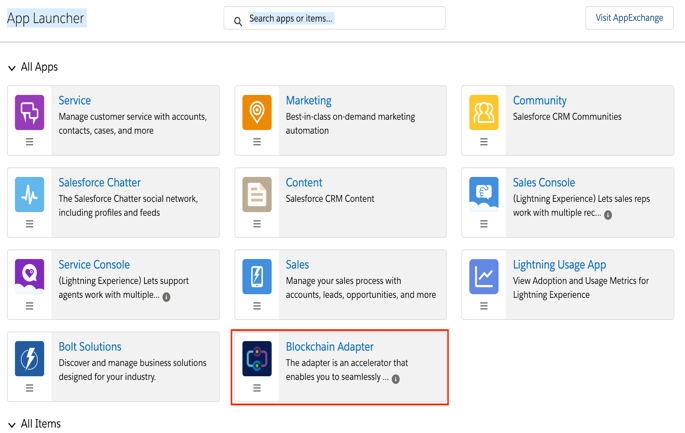 App Launcher
Search apps or items...
Visit AppExchange
All Apps
Service
Manage customer service with accounts,
contacts, cases, and more
Marketing
Best-in-class on-demand marketing
automation
Community
Salesforce CRM Communities
Salesforce Chatter
The Salesforce Chatter social network,
including profiles and feeds
Content
Salesforce CRM Content
Sales Console
(Lightning Experience) Lets sales reps
work with multiple rec...
Service Console
(Lightning Experience) Lets support
agents work with multiple...
Sales
Manage your sales process with
accounts, leads, opportunities, and more
Lightning Usage App
View Adoption and Usage Metrics for
Lightning Experience
Bolt Solutions
Discover and manage business solutions
designed for your industry.
Blockchain Adapter
The adapter is an accelerator that
enables you to seamlessly ...
All Items